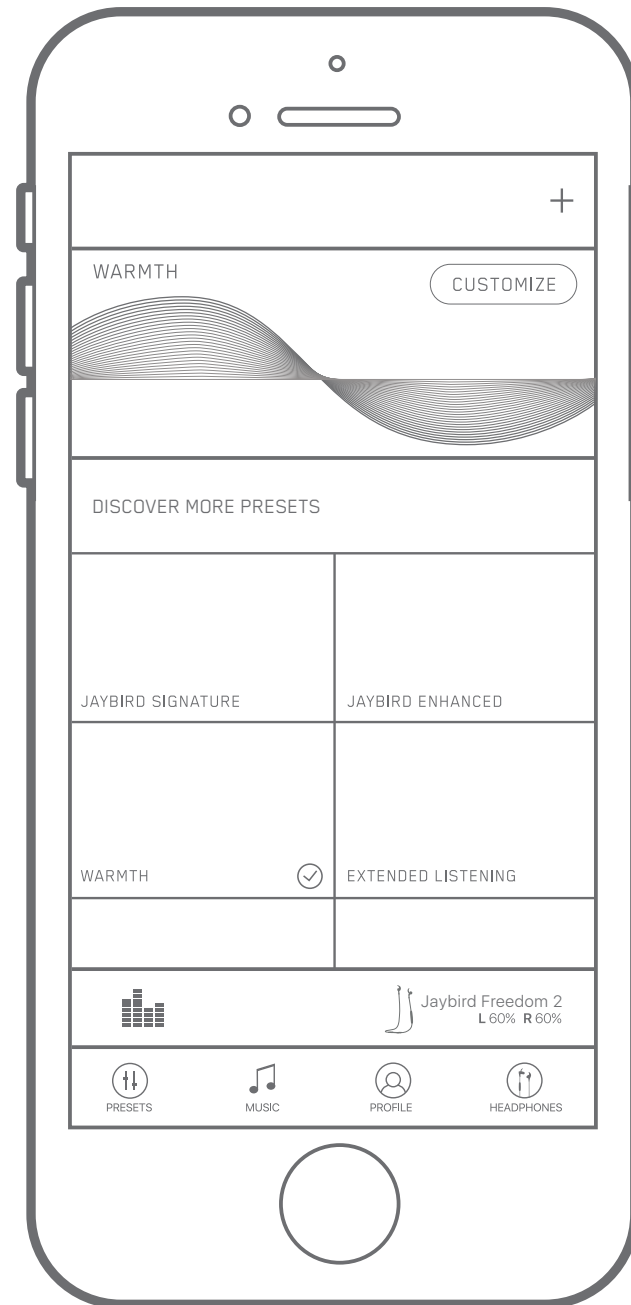 +
WARMTH
CUSTOMIZE
DISCOVER MORE PRESETS
JAYBIRD SIGNATURE
JAYBIRD ENHANCED
WARMTH
EXTENDED LISTENING
Jaybird Freedom 2
L 60% R 60%
PRESETS
MUSIC
PROFILE
HEADPHONES